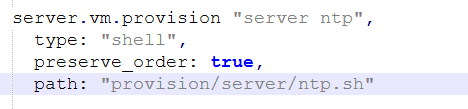 server.vm.provision "server ntp",
  type: "shell",
  preserve_order: true,
  path: "provision/server/ntp.sh"